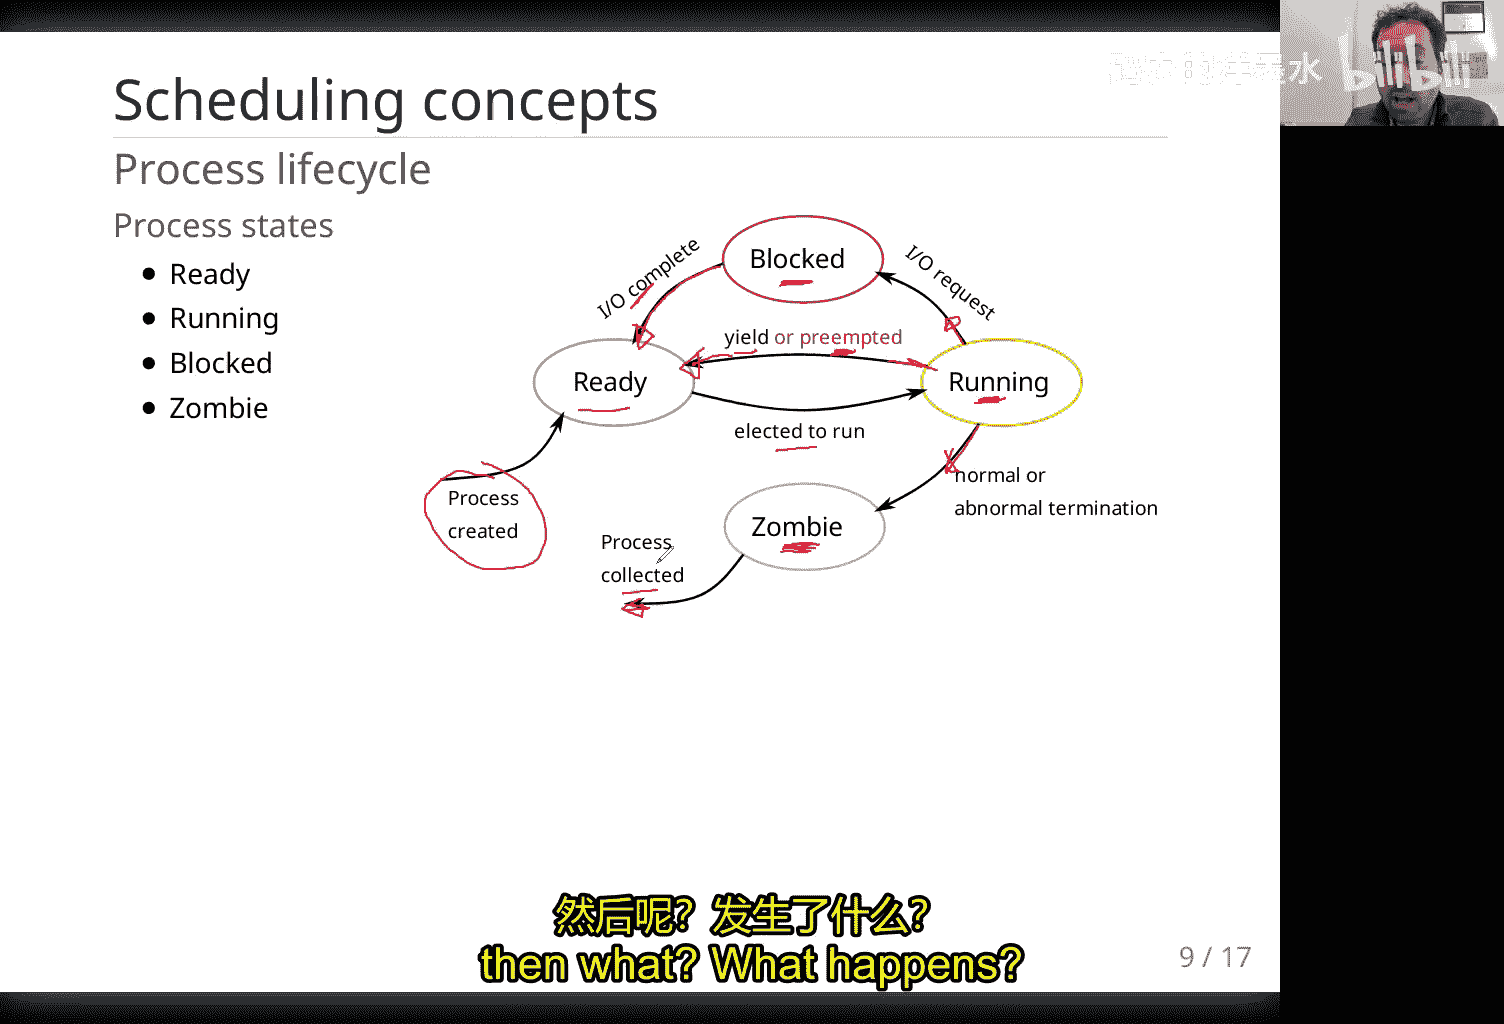 Scheduling concepts
Process lifecycle
Process states
Ready
Running
Blocked
Zombie
Blocked
I/O complete
I/O request
yield or preempted
Ready
Running
elected to run
normal or
abnormal termination
Process
created
Zombie
Process
collected
然后呢？发生了什么？
then what? What happens?
9 / 17
水
bilibili